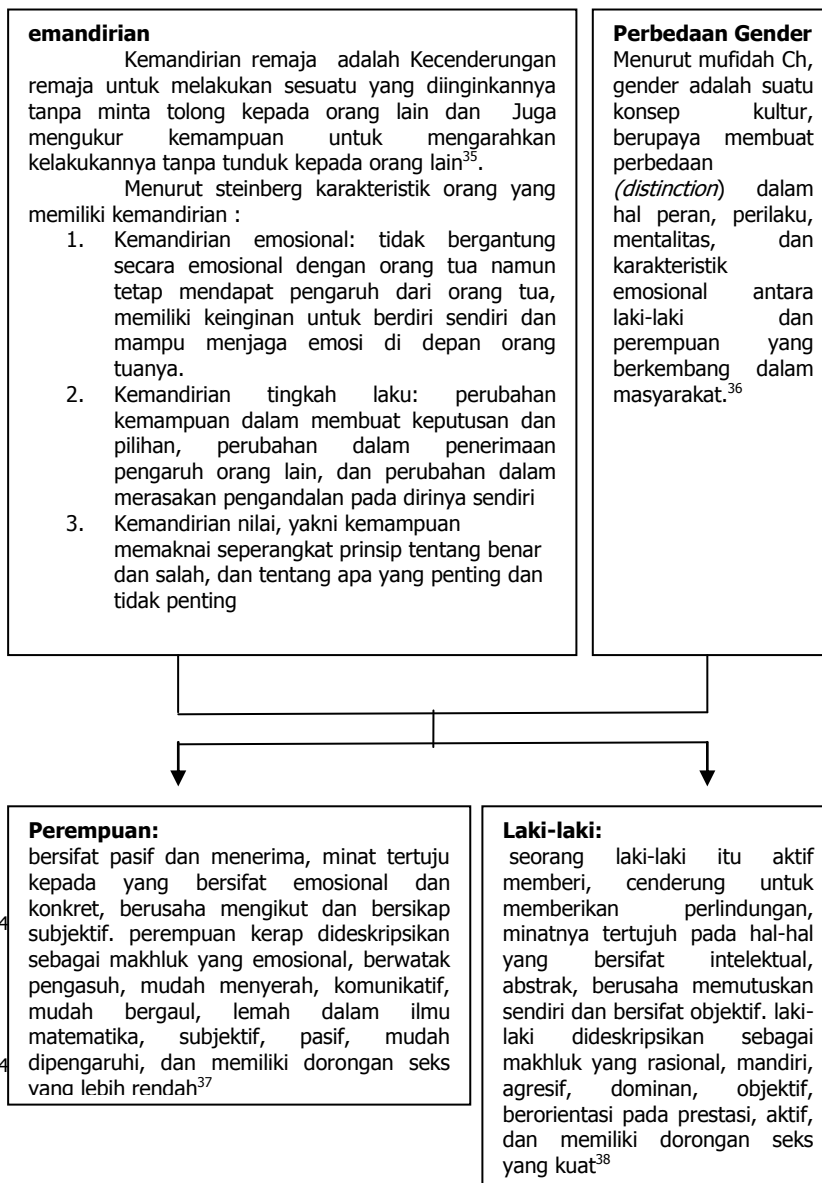 emandirian
Kemandirian remaja adalah Kecenderungan
remaja untuk melakukan sesuatu yang diinginkannya
tanpa minta tolong kepada orang lain dan Juga
mengukur kemampuan untuk mengarahkan
kelakukannya tanpa tunduk kepada orang lain35.
Menurut steinberg karakteristik orang yang
memiliki kemandirian :
1. Kemandirian emosional: tidak bergantung
secara emosional dengan orang tua namun
tetap mendapat pengaruh dari orang tua,
memiliki keinginan untuk berdiri sendiri dan
mampu menjaga emosi di depan orang
tuanya.
2. Kemandirian tingkah laku: perubahan
kemampuan dalam membuat keputusan dan
pilihan, perubahan dalam penerimaan
pengaruh orang lain, dan perubahan dalam
merasakan pengandalan pada dirinya sendiri
3. Kemandirian nilai, yakni kemampuan
memaknai seperangkat prinsip tentang benar
dan salah, dan tentang apa yang penting dan
tidak penting
Perbedaan Gender
Menurut mufidah Ch,
gender adalah suatu
konsep kultur,
berupaya membuat
perbedaan
(distinction) dalam
hal peran, perilaku,
mentalitas, dan
karakteristik
emosional antara
laki-laki dan
perempuan yang
berkembang dalam
masyarakat.36
Perempuan:
bersifat pasif dan menerima, minat tertuju
kepada yang bersifat emosional dan
konkret, berusaha mengikut dan bersikap
4
subjektif. perempuan kerap dideskripsikan
sebagai makhluk yang emosional, berwatak
pengasuh, mudah menyerah, komunikatif,
mudah bergaul, lemah dalam ilmu
matematika, subjektif, pasif, mudah
4
dipengaruhi, dan memiliki dorongan seks
yang lebih rendah37
Laki-laki:
seorang laki-laki itu aktif
memberi, cenderung untuk
memberikan perlindungan,
minatnya tertujuh pada hal-hal
yang bersifat intelektual,
abstrak, berusaha memutuskan
sendiri dan bersifat objektif. laki-
laki dideskripsikan sebagai
makhluk yang rasional, mandiri,
agresif, dominan, objektif,
berorientasi pada prestasi, aktif,
dan memiliki dorongan seks
yang kuat38